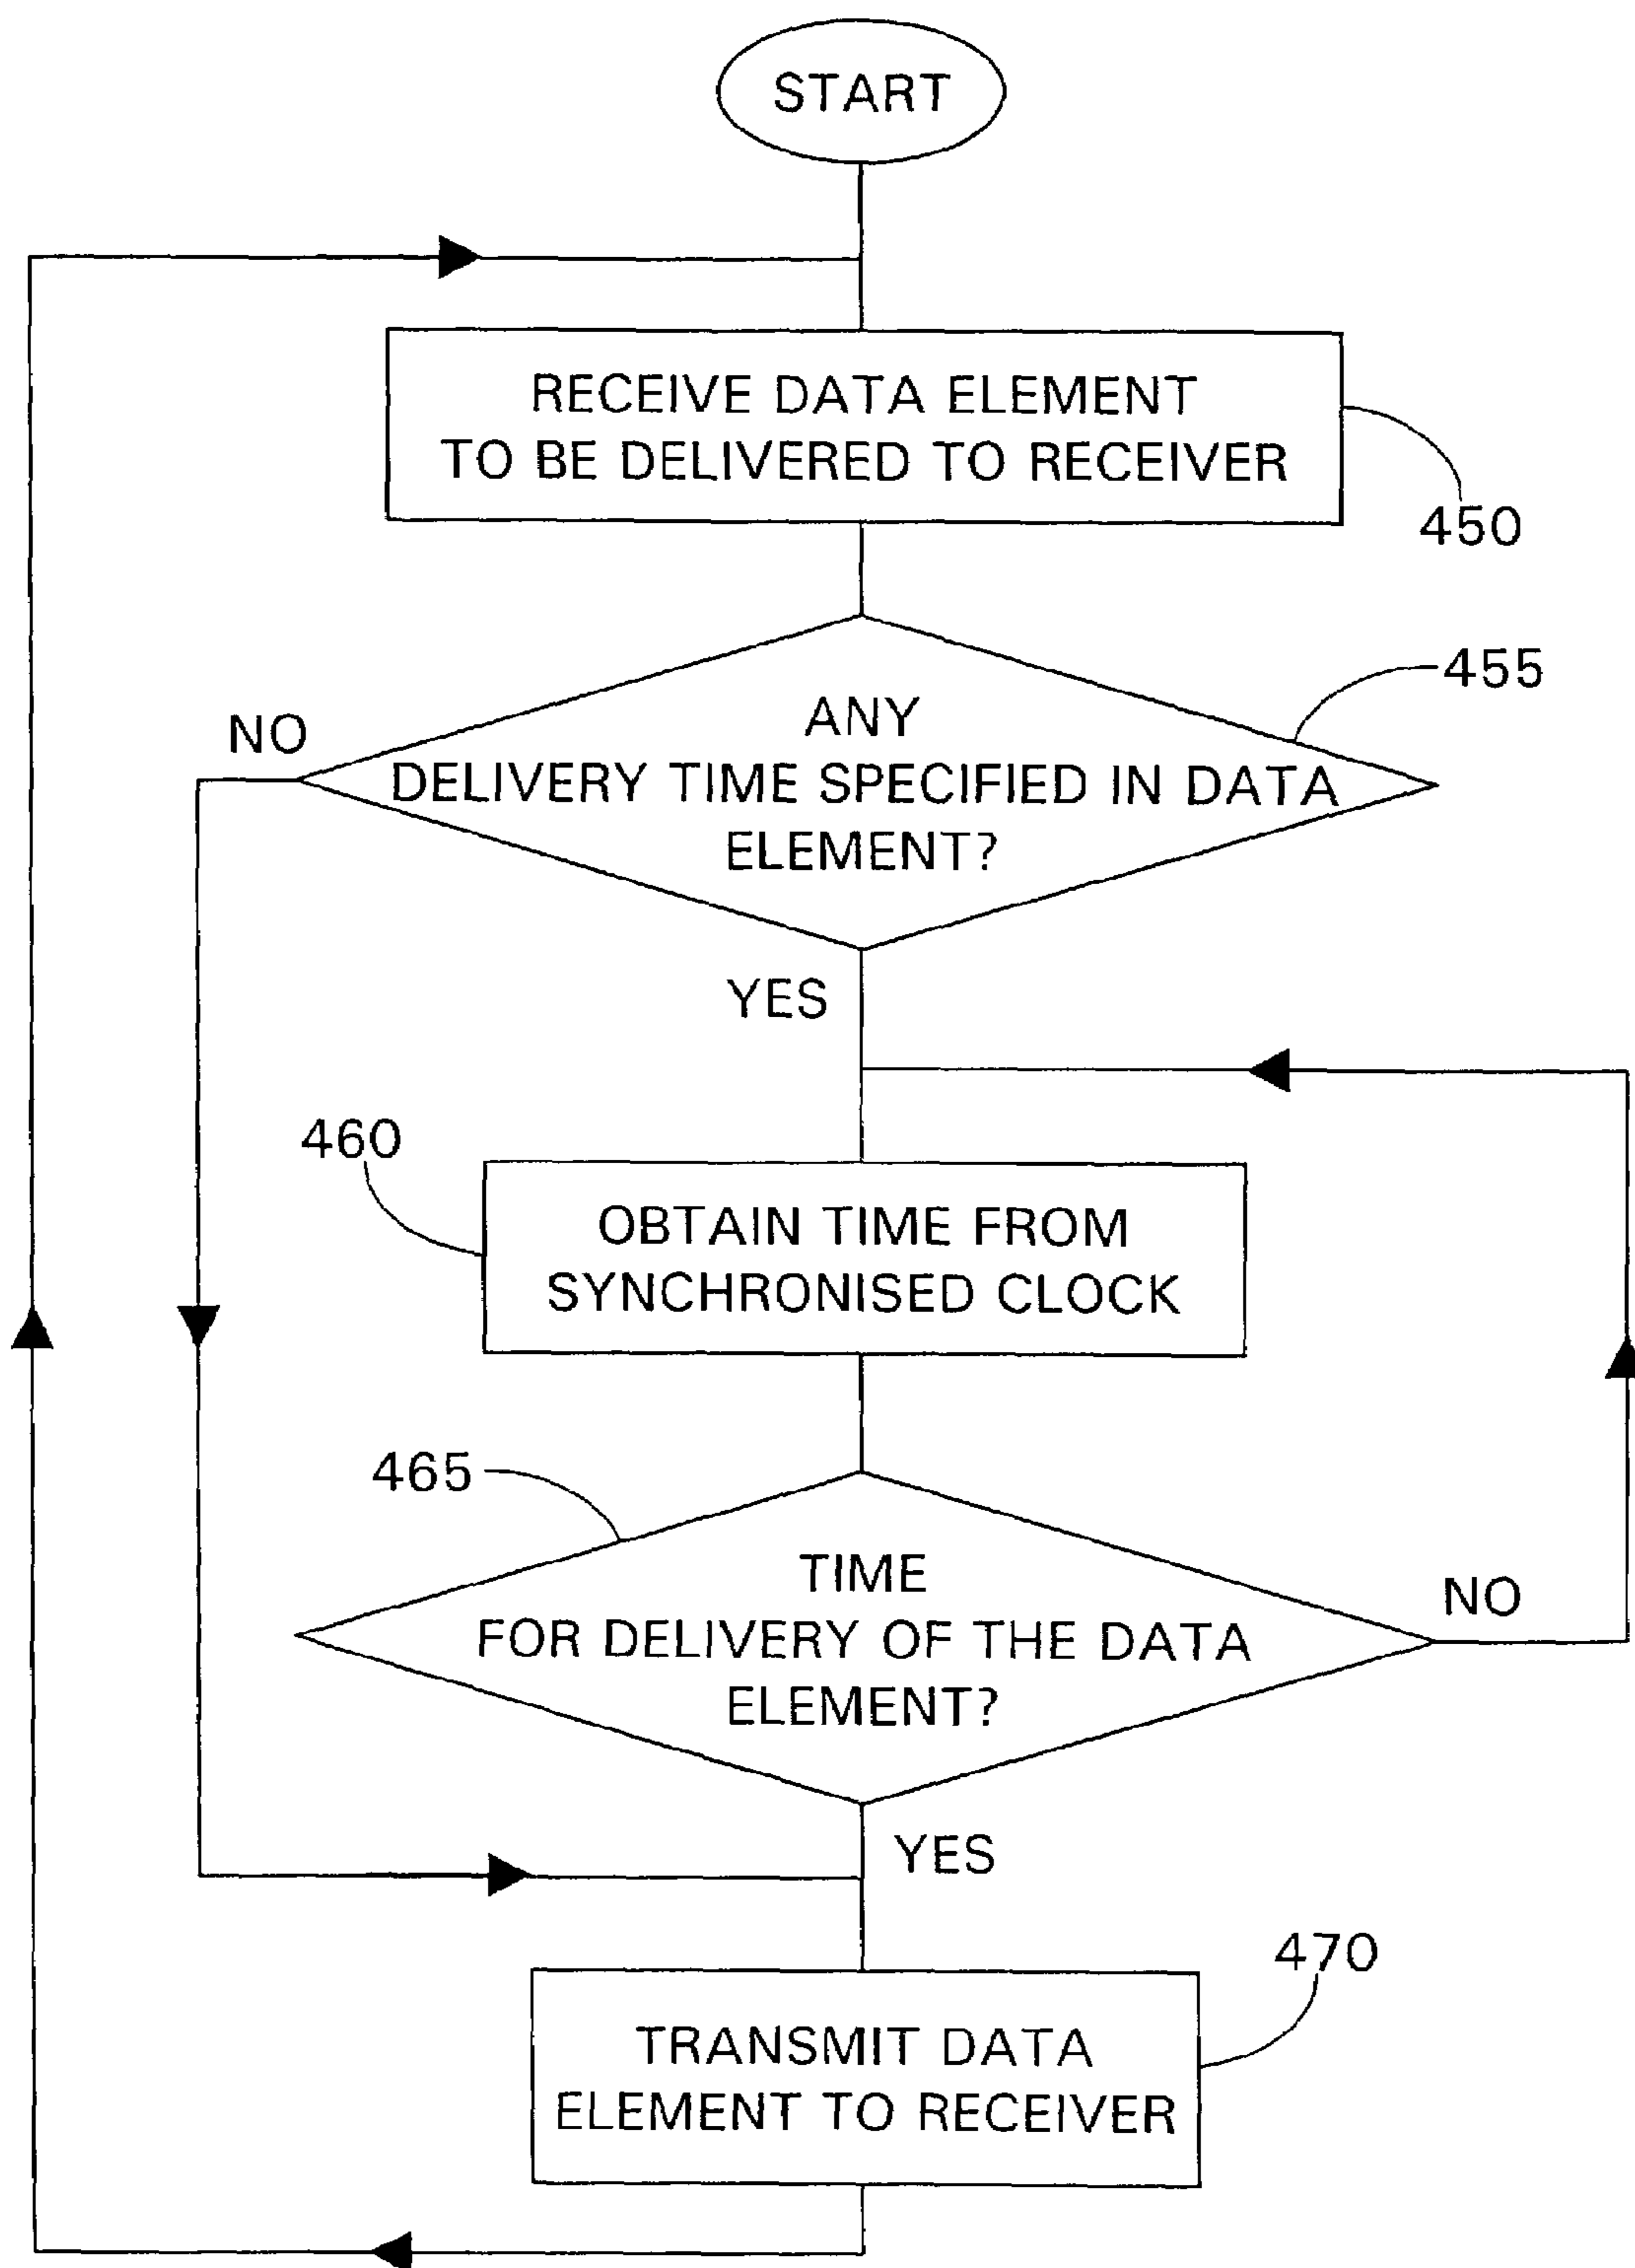 START
RECEIVE DATA ELEMENT
TO BE DELIVERED TO RECEIVER
450
455
ANY
DELIVERY TIME SPECIFIED IN DATA
ELEMENT?
NO
YES
460
OBTAIN TIME FROM
SYNCHRONISED CLOCK
465
TIME
FOR DELIVERY OF THE DATA
ELEMENT?
NO
YES
470
TRANSMIT DATA
ELEMENT TO RECEIVER